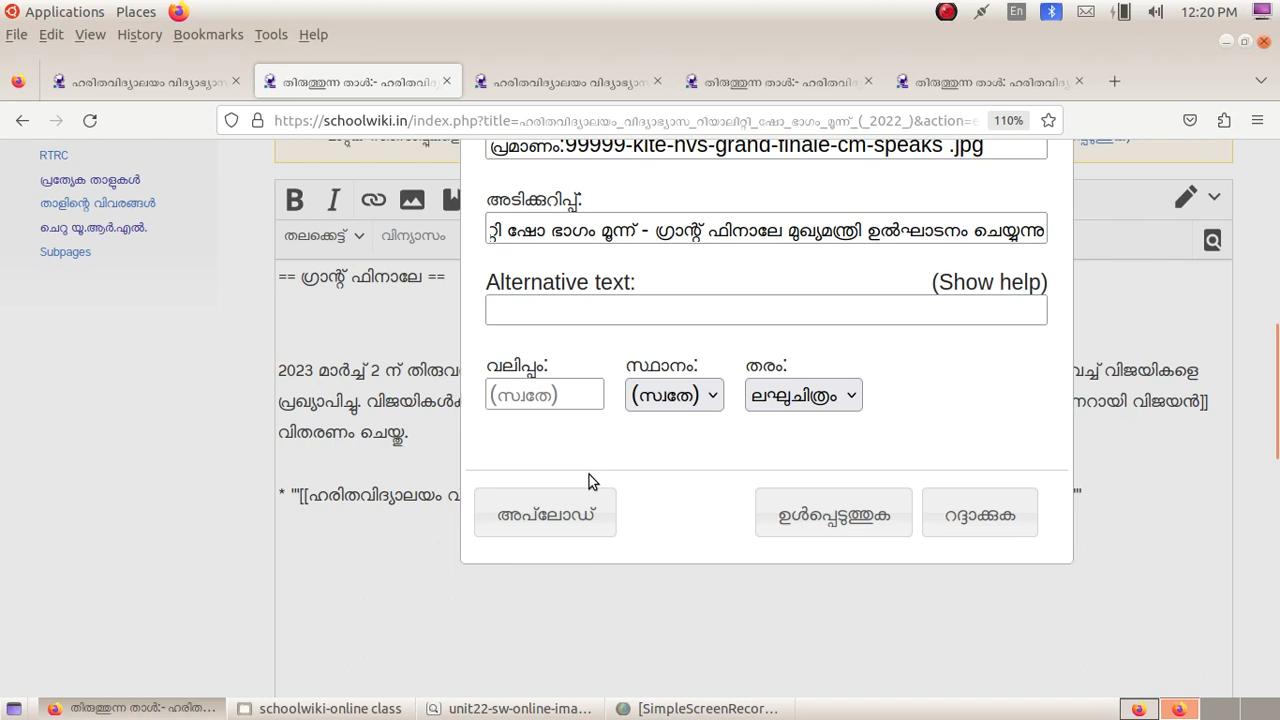 Applications Places En 12:20 PM
File Edit View History Bookmarks Tools Help
ഹരിതവിദ്യാലയം വിദ്യാഭ്യാസ × തിരുത്തുന്ന താൾ:- ഹരിതവിദ്യ × ഹരിതവിദ്യാലയം വിദ്യാഭ്യാസ × തിരുത്തുന്ന താൾ:- ഹരിതവിദ്യ × തിരുത്തുന്ന താൾ: ഹരിതവിദ്യ × +
https://schoolwiki.in/index.php?title=ഹരിതവിദ്യാലയം_വിദ്യാഭ്യാസ_റിയാലിറ്റി_ഷോ_ഭാഗം_മൂന്ന്_(_2022_)&action=e 110%
പ്രമാണം:99999-kite-hvs-grand-finale-cm-speaks .jpg
RTRC
പ്രത്യേക താളുകൾ
താളിന്റെ വിവരങ്ങൾ
ചെറു യൂ.ആർ.എൽ.
Subpages
B I
അടിക്കുറിപ്പ്:
റ്റി ഷോ ഭാഗം മൂന്ന് - ഗ്രാന്റ് ഫിനാലേ മുഖ്യമന്ത്രി ഉൽഘാടനം ചെയ്യുന്നു
തലക്കെട്ട് വിന്യാസം
== ഗ്രാന്റ് ഫിനാലേ ==
Alternative text: (Show help)
വലിപ്പം: സ്ഥാനം: തരം:
(സ്വതേ) (സ്വതേ) ലഘുചിത്രം
2023 മാർച്ച് 2 ന് തിരുവ വച്ച് വിജയികളെ
പ്രഖ്യാപിച്ചു. വിജയികൾക് നറായി വിജയൻ]]
വിതരണം ചെയ്തു.
* '''[[ഹരിതവിദ്യാലയം വ '''
അപ്‌ലോഡ് ഉൾപ്പെടുത്തുക റദ്ദാക്കുക
തിരുത്തുന്ന താൾ:- ഹരിത... schoolwiki-online class unit22-sw-online-ima... [SimpleScreenRecor...